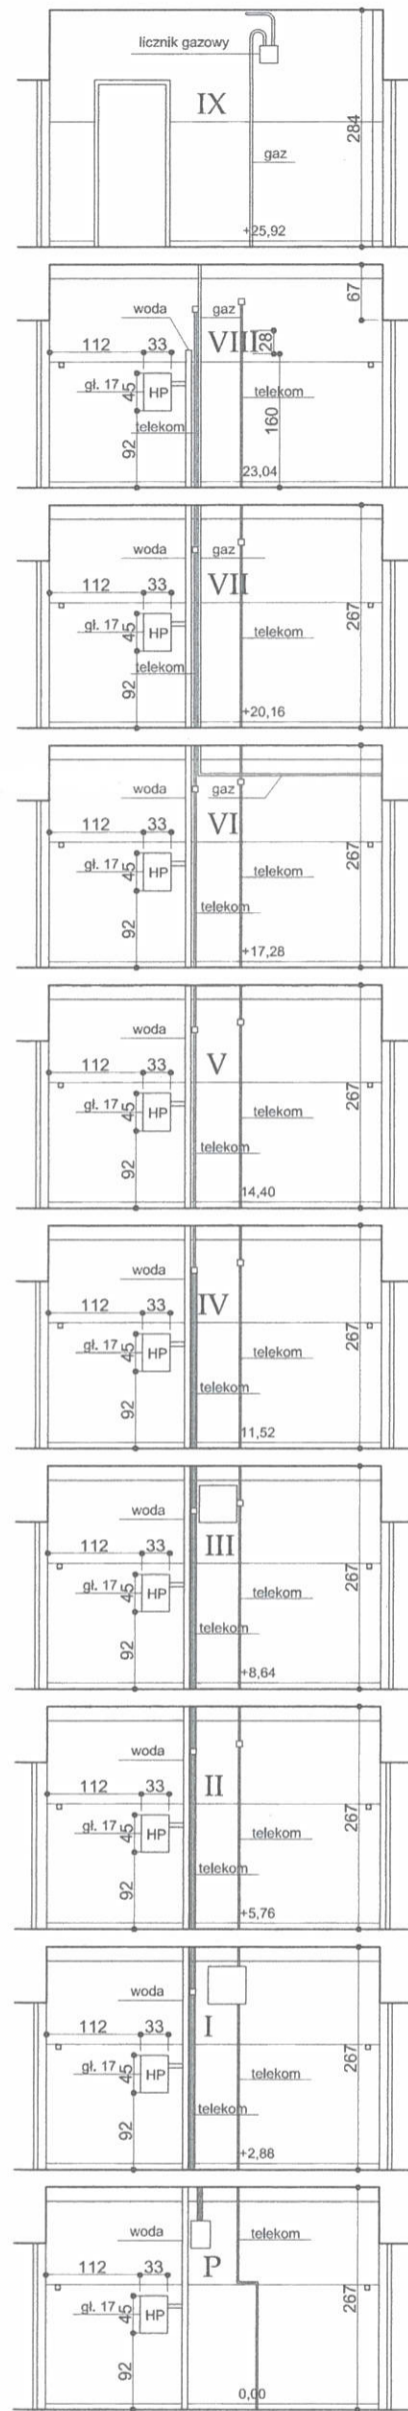 licznik gazowy
IX
284
gaz
+25,92
67
woda
gaz
VIII
28
112
33
gł. 17
45
HP
telekom
telekom
160
92
23,04
woda
gaz
112
33
VII
267
gł. 17
45
HP
telekom
telekom
92
+20,16
woda
gaz
112
33
VI
267
gł. 17
45
HP
telekom
telekom
92
+17,28
woda
112
33
V
267
gł. 17
45
HP
telekom
telekom
92
14,40
woda
112
33
IV
267
gł. 17
45
HP
telekom
telekom
92
11,52
woda
112
33
III
267
gł. 17
45
HP
telekom
telekom
92
+8,64
woda
112
33
II
267
gł. 17
45
HP
telekom
telekom
92
+5,76
woda
112
33
I
267
gł. 17
45
HP
telekom
telekom
92
+2,88
woda
telekom
112
33
P
267
gł. 17
45
HP
92
0,00